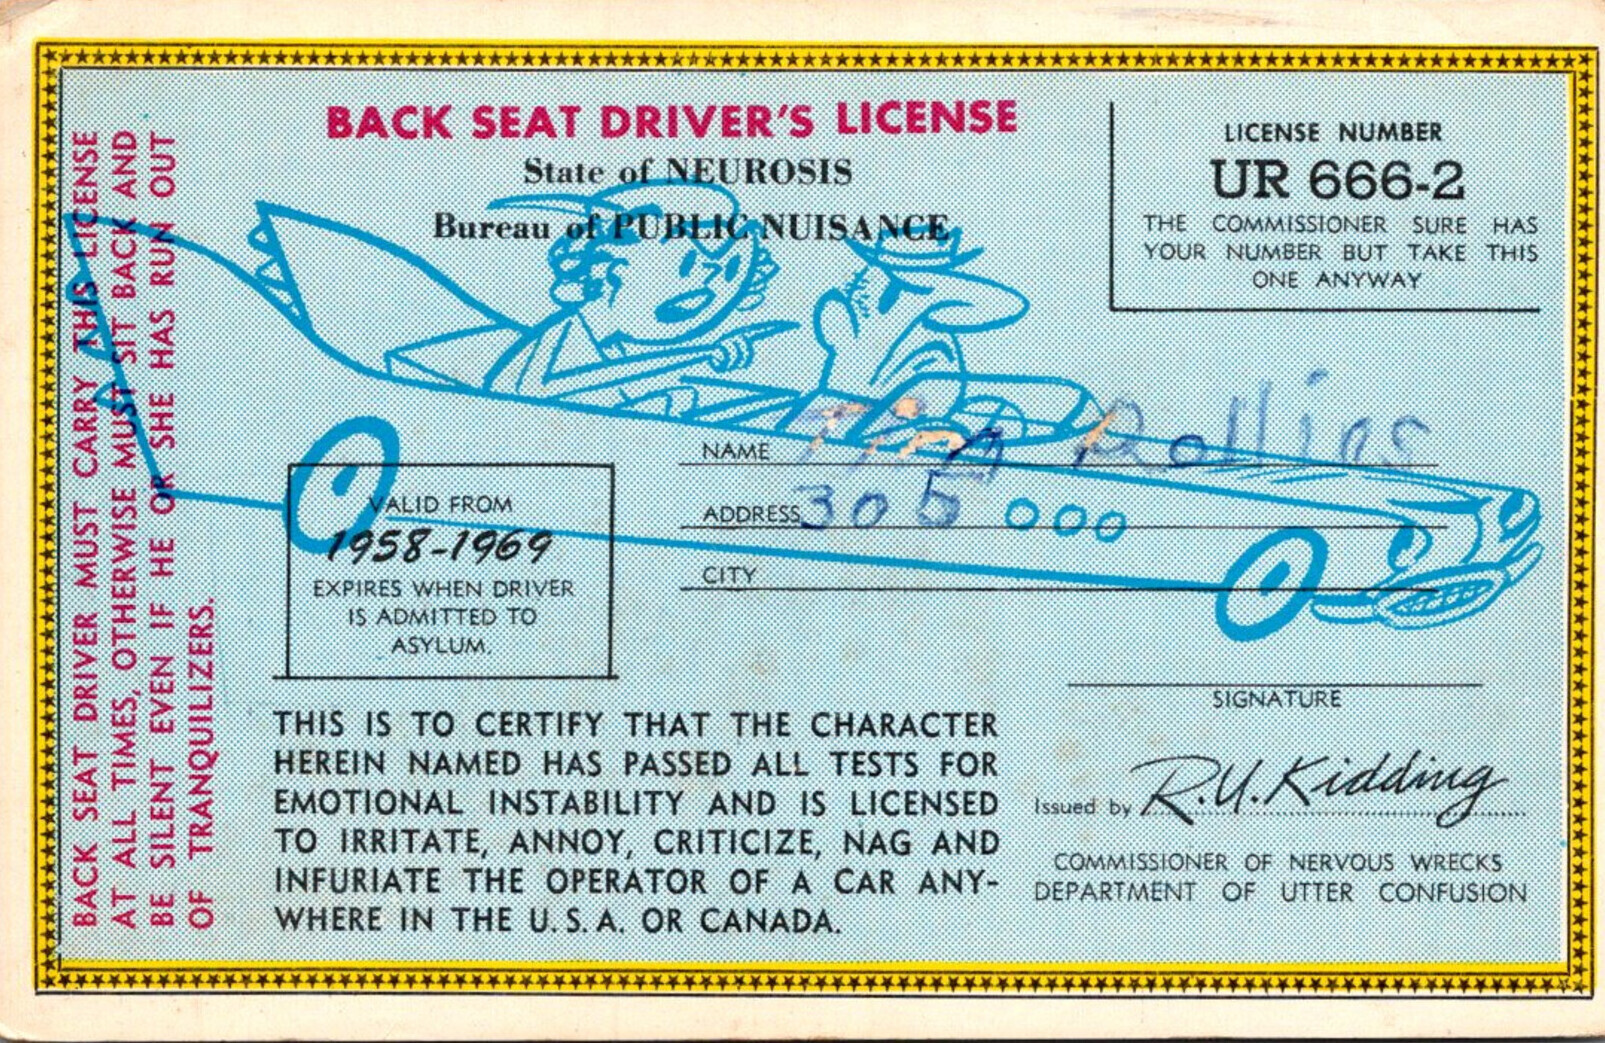 BACK SEAT DRIVER'S LICENSE
State of NEUROSIS
Bureau of PUBLIC NUISANCE
LICENSE NUMBER
UR 666-2
THE COMMISSIONER SURE HAS
YOUR NUMBER BUT TAKE THIS
ONE ANYWAY
BACK SEAT DRIVER MUST CARRY THIS LICENSE
AT ALL TIMES, OTHERWISE MUST SIT BACK AND
BE SILENT EVEN IF HE OR SHE HAS RUN OUT
OF TRANQUILIZERS.
NAME
ADDRESS 305
CITY
VALID FROM
1958-1969
EXPIRES WHEN DRIVER
IS ADMITTED TO
ASYLUM.
SIGNATURE
THIS IS TO CERTIFY THAT THE CHARACTER
HEREIN NAMED HAS PASSED ALL TESTS FOR
EMOTIONAL INSTABILITY AND IS LICENSED
TO IRRITATE, ANNOY, CRITICIZE, NAG AND
INFURIATE THE OPERATOR OF A CAR ANY-
WHERE IN THE U.S.A. OR CANADA.
Issued by R.U. Kidding
COMMISSIONER OF NERVOUS WRECKS
DEPARTMENT OF UTTER CONFUSION